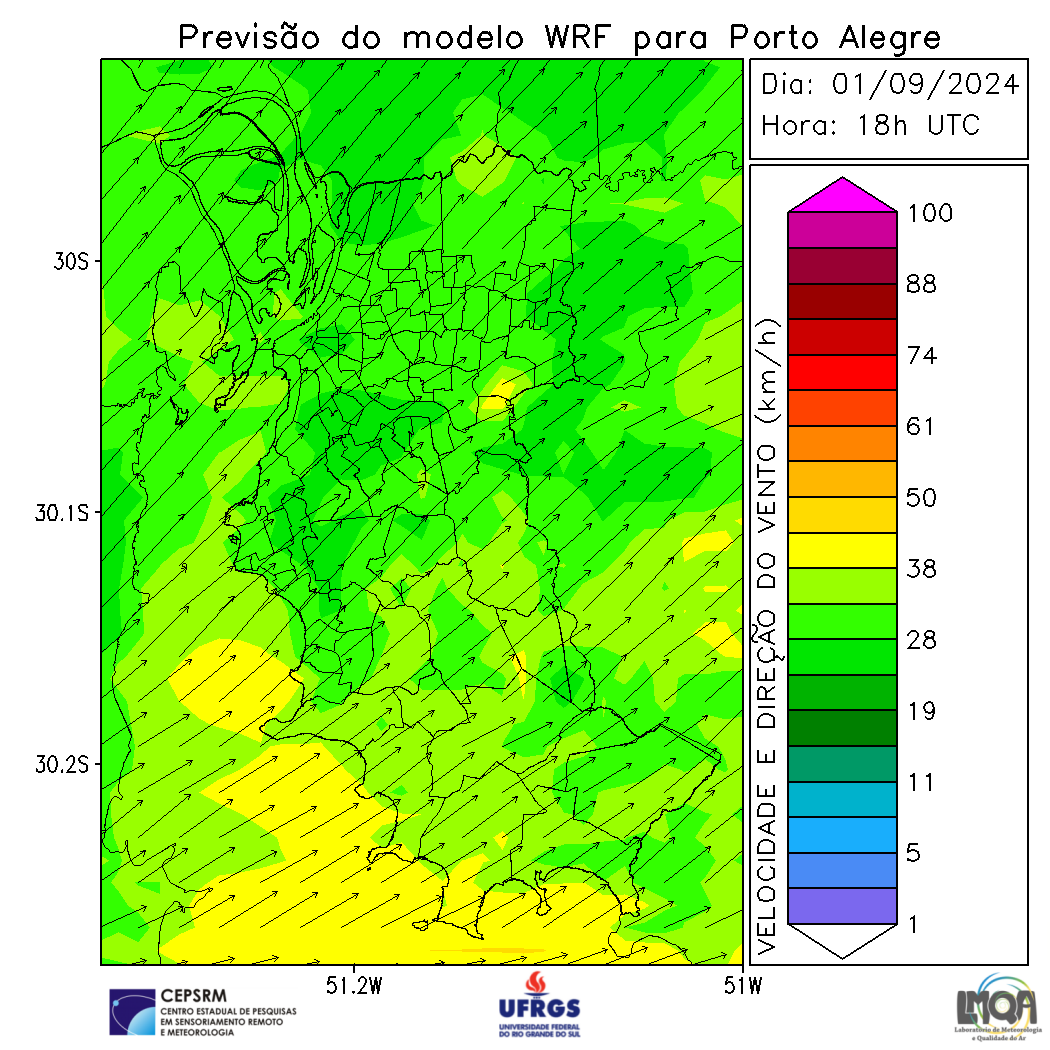 Previsão do modelo WRF para Porto Alegre
Dia: 01/09/2024
Hora: 18h UTC
30S
30.1S
30.2S
51.2W
51W
VELOCIDADE E DIREÇÃO DO VENTO (km/h)
100
88
74
61
50
38
28
19
11
5
1
CEPSRM
CENTRO ESTADUAL DE PESQUISAS
EM SENSORIAMENTO REMOTO
E METEOROLOGIA
UFRGS
UNIVERSIDADE FEDERAL
DO RIO GRANDE DO SUL
LMQA
Laboratório de Meteorologia
e Qualidade do Ar